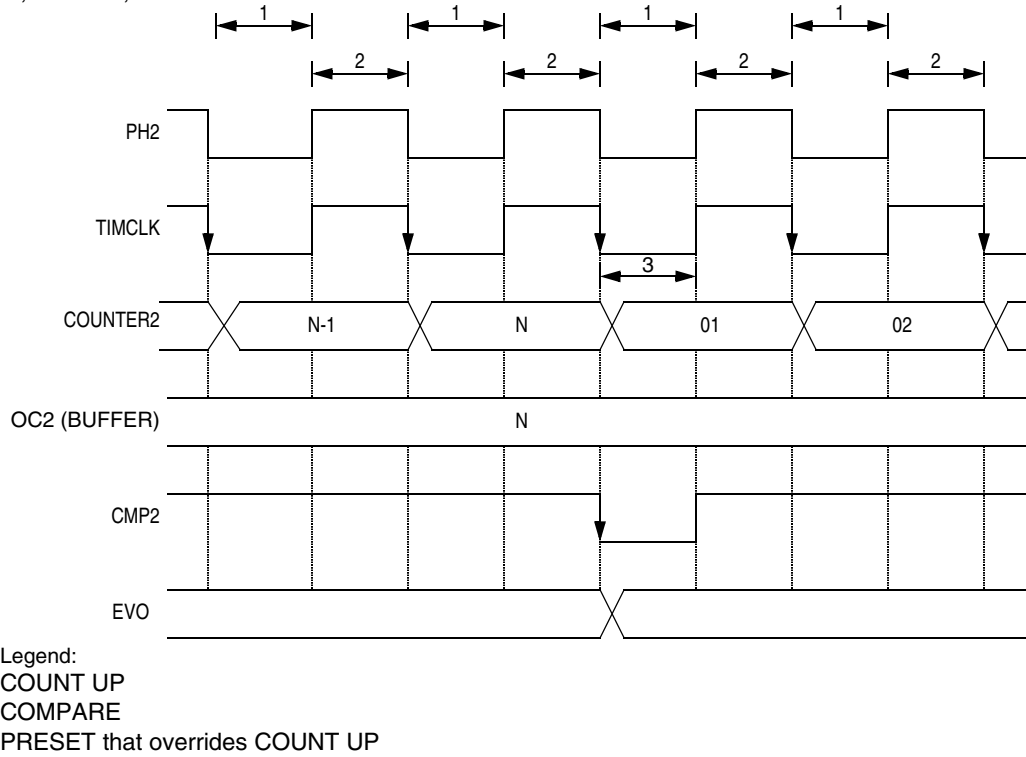 1 1 1 1
2 2 2 2
PH2
TIMCLK
3
COUNTER2 N-1 N 01 02
OC2 (BUFFER) N
CMP2
EVO
Legend:
COUNT UP
COMPARE
PRESET that overrides COUNT UP